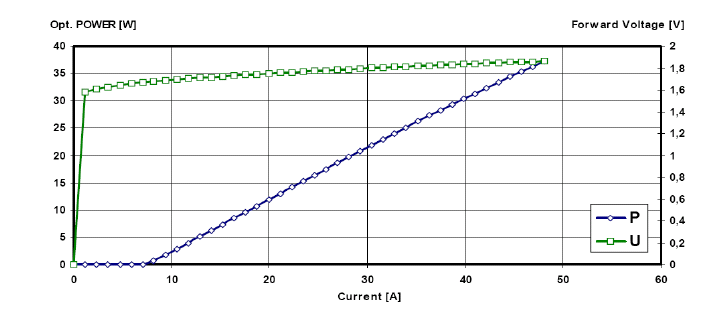 Opt. POWER [W] Forward Voltage [V]
40 2
35 1,8
30 1,6
25 1,4
20 1,2
15 1
10 0,8
5 0,6
0 0,4
0,2
0
P
U
0 10 20 30 40 50 60
Current [A]